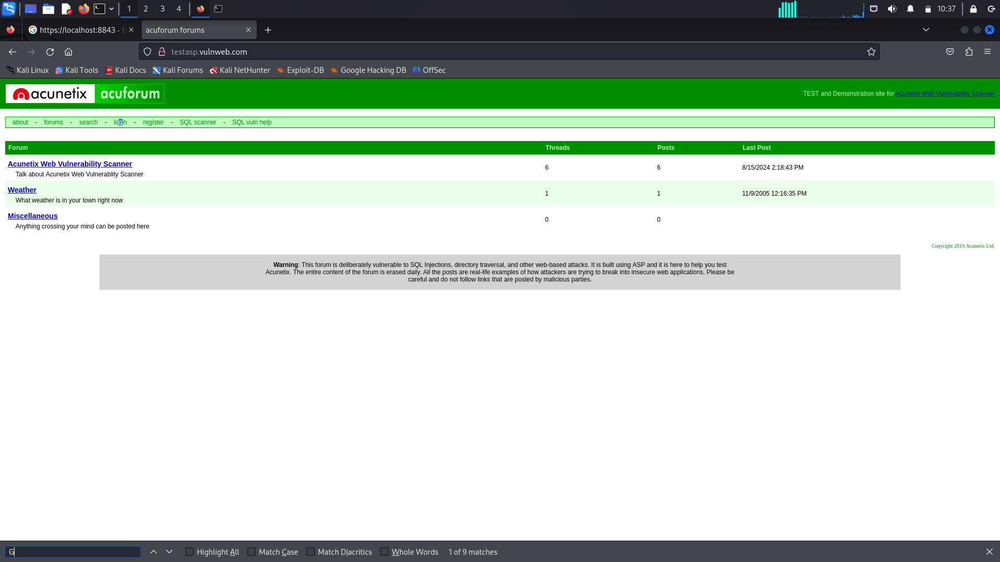 1 2 3 4 10:37
https://localhost:8843 - G acuforum forums
testasp.vulnweb.com
Kali Linux Kali Tools Kali Docs Kali Forums Kali NetHunter Exploit-DB Google Hacking DB OffSec
acunetix acuforum TEST and Demonstration site for Acunetix Web Vulnerability Scanner
about - forums - search - login - register - SQL scanner - SQL vuln help
Forum Threads Posts Last Post
Acunetix Web Vulnerability Scanner
Talk about Acunetix Web Vulnerablity Scanner 6 6 8/15/2024 2:18:43 PM
Weather
What weather is in your town right now 1 1 11/9/2005 12:16:35 PM
Miscellaneous
Anything crossing your mind can be posted here 0 0
Copyright 2019 Acunetix Ltd.
Warning: This forum is deliberately vulnerable to SQL Injections, directory traversal, and other web-based attacks. It is built using ASP and it is here to help you test
Acunetix. The entire content of the forum is erased daily. All the posts are real-life examples of how attackers are trying to break into insecure web applications. Please be
careful and do not follow links that are posted by malicious parties.
G Highlight All Match Case Match Diacritics Whole Words 1 of 9 matches